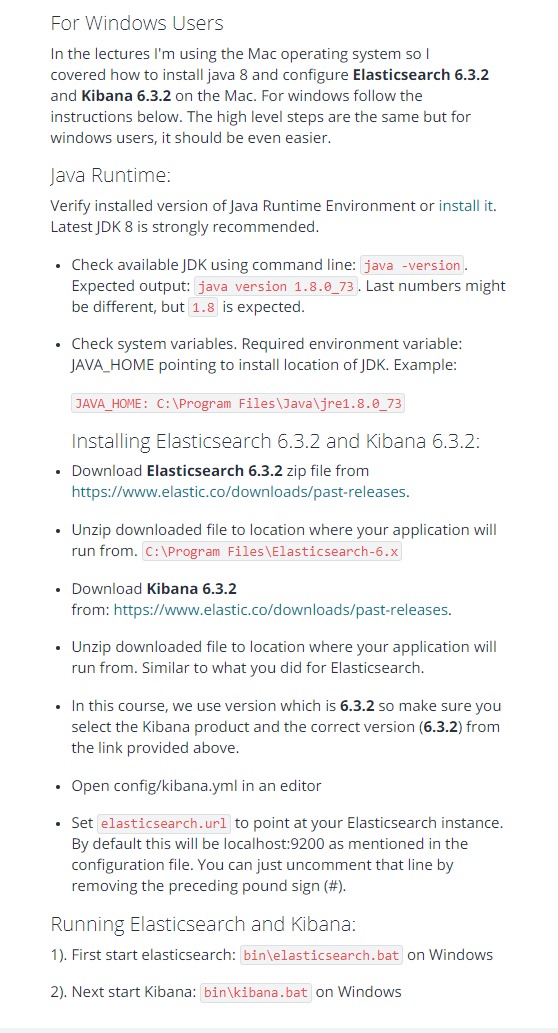 For Windows Users
In the lectures I'm using the Mac operating system so I
covered how to install java 8 and configure Elasticsearch 6.3.2
and Kibana 6.3.2 on the Mac. For windows follow the
instructions below. The high level steps are the same but for
windows users, it should be even easier.
Java Runtime:
Verify installed version of Java Runtime Environment or install it.
Latest JDK 8 is strongly recommended.
• Check available JDK using command line: java -version.
Expected output: java version 1.8.0_73. Last numbers might
be different, but 1.8 is expected.
• Check system variables. Required environment variable:
JAVA_HOME pointing to install location of JDK. Example:
JAVA_HOME: C:\Program Files\Java\jre1.8.0_73
Installing Elasticsearch 6.3.2 and Kibana 6.3.2:
• Download Elasticsearch 6.3.2 zip file from
https://www.elastic.co/downloads/past-releases.
• Unzip downloaded file to location where your application will
run from. C:\Program Files\Elasticsearch-6.x
• Download Kibana 6.3.2
from: https://www.elastic.co/downloads/past-releases.
• Unzip downloaded file to location where your application will
run from. Similar to what you did for Elasticsearch.
• In this course, we use version which is 6.3.2 so make sure you
select the Kibana product and the correct version (6.3.2) from
the link provided above.
• Open config/kibana.yml in an editor
• Set elasticsearch.url to point at your Elasticsearch instance.
By default this will be localhost:9200 as mentioned in the
configuration file. You can just uncomment that line by
removing the preceding pound sign (#).
Running Elasticsearch and Kibana:
1). First start elasticsearch: bin\elasticsearch.bat on Windows
2). Next start Kibana: bin\kibana.bat on Windows